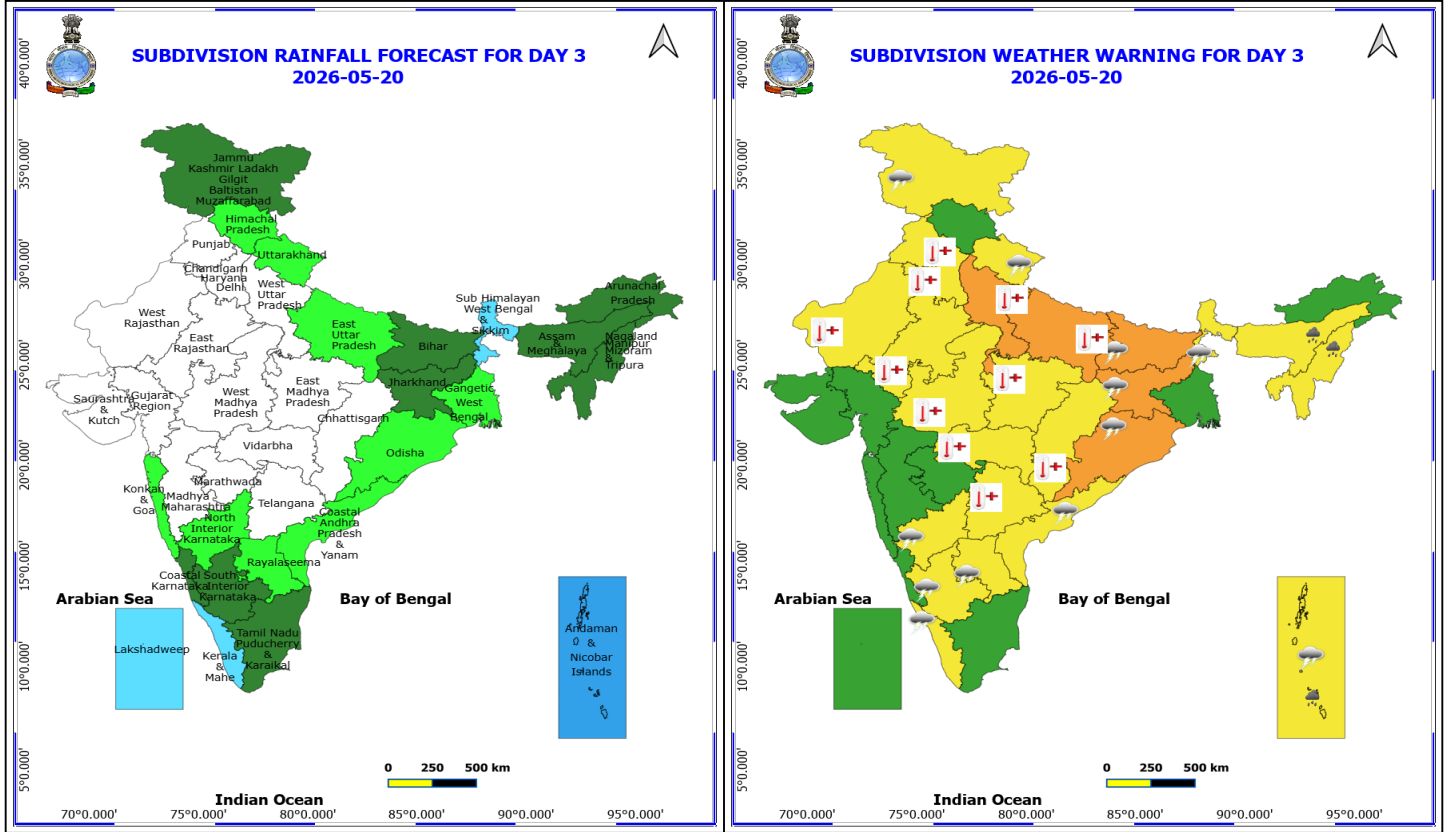 SUBDIVISION RAINFALL FORECAST FOR DAY 3
2026-05-20
40°0.000'
35°0.000'
30°0.000'
25°0.000'
20°0.000'
15°0.000'
10°0.000'
5°0.000'
Jammu
Kashmir Ladakh
Gilgit
Baltistan
Muzaffarabad
Himachal
Pradesh
Punjab
Uttarakhand
Chandigarh
Haryana
Delhi
West
Uttar
Pradesh
West
Rajasthan
East
Rajasthan
East
Uttar
Pradesh
Bihar
Sub Himalayan
West Bengal
&
Sikkim
Arunachal
Pradesh
Assam
&
Meghalaya
Nagaland
Manipur
Mizoram
&
Tripura
Jharkhand
Gangetic
West
Bengal
Saurashtra
&
Kutch
Gujarat
Region
West
Madhya
Pradesh
East
Madhya
Pradesh
Chhattisgarh
Vidarbha
Odisha
Konkan
&
Goa
Madhya
Maharashtra
Marathwada
Telangana
North
Interior
Karnataka
Coastal
Andhra
Pradesh
&
Yanam
Rayalaseema
Coastal
Karnataka
South
Interior
Karnataka
Arabian Sea
Bay of Bengal
Lakshadweep
Kerala
&
Mahe
Tamil Nadu
Puducherry
&
Karaikal
Andaman
&
Nicobar
Islands
0 250 500 km
Indian Ocean
70°0.000' 75°0.000' 80°0.000' 85°0.000' 90°0.000' 95°0.000'
SUBDIVISION WEATHER WARNING FOR DAY 3
2026-05-20
40°0.000'
35°0.000'
30°0.000'
25°0.000'
20°0.000'
15°0.000'
10°0.000'
5°0.000'
Arabian Sea
Bay of Bengal
0 250 500 km
Indian Ocean
70°0.000' 75°0.000' 80°0.000' 85°0.000' 90°0.000' 95°0.000'